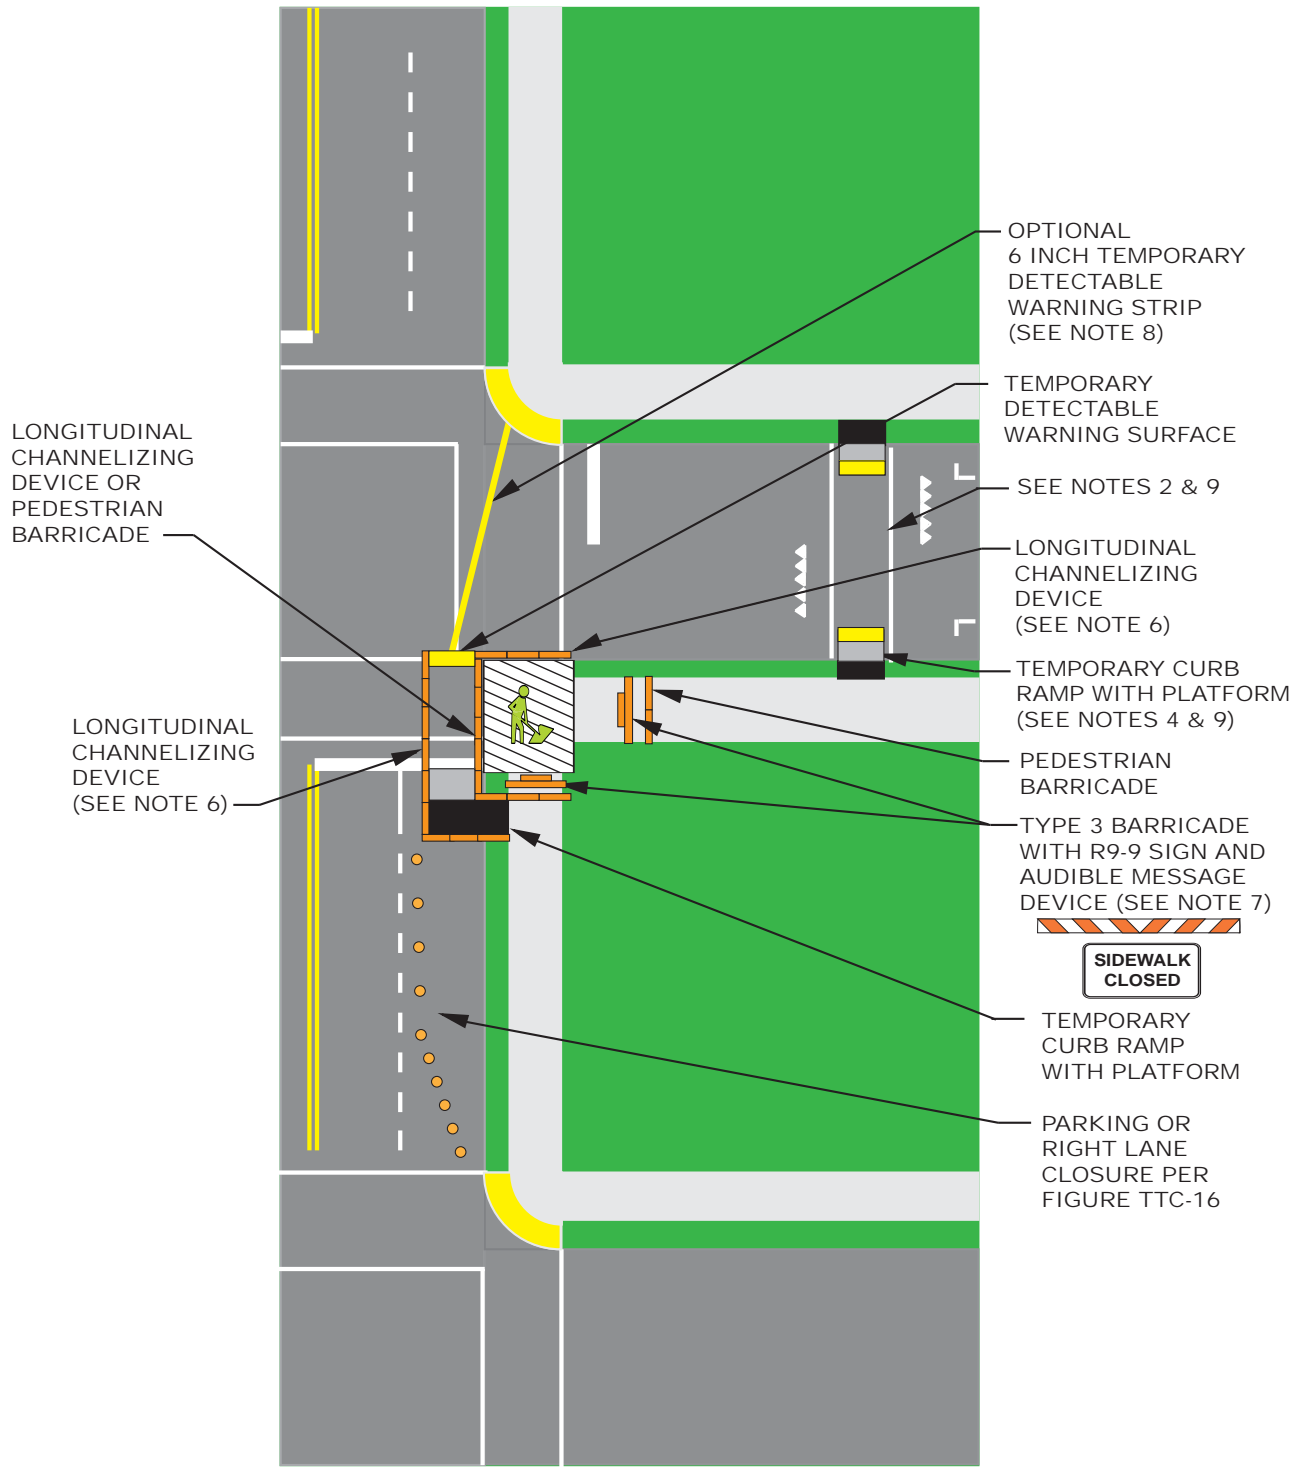 OPTIONAL
6 INCH TEMPORARY
DETECTABLE
WARNING STRIP
(SEE NOTE 8)
TEMPORARY
DETECTABLE
WARNING SURFACE
LONGITUDINAL
CHANNELIZING
DEVICE OR
PEDESTRIAN
BARRICADE
SEE NOTES 2 & 9
LONGITUDINAL
CHANNELIZING
DEVICE
(SEE NOTE 6)
TEMPORARY CURB
RAMP WITH PLATFORM
(SEE NOTES 4 & 9)
LONGITUDINAL
CHANNELIZING
DEVICE
(SEE NOTE 6)
PEDESTRIAN
BARRICADE
TYPE 3 BARRICADE
WITH R9-9 SIGN AND
AUDIBLE MESSAGE
DEVICE (SEE NOTE 7)
SIDEWALK
CLOSED
TEMPORARY
CURB RAMP
WITH PLATFORM
PARKING OR
RIGHT LANE
CLOSURE PER
FIGURE TTC-16